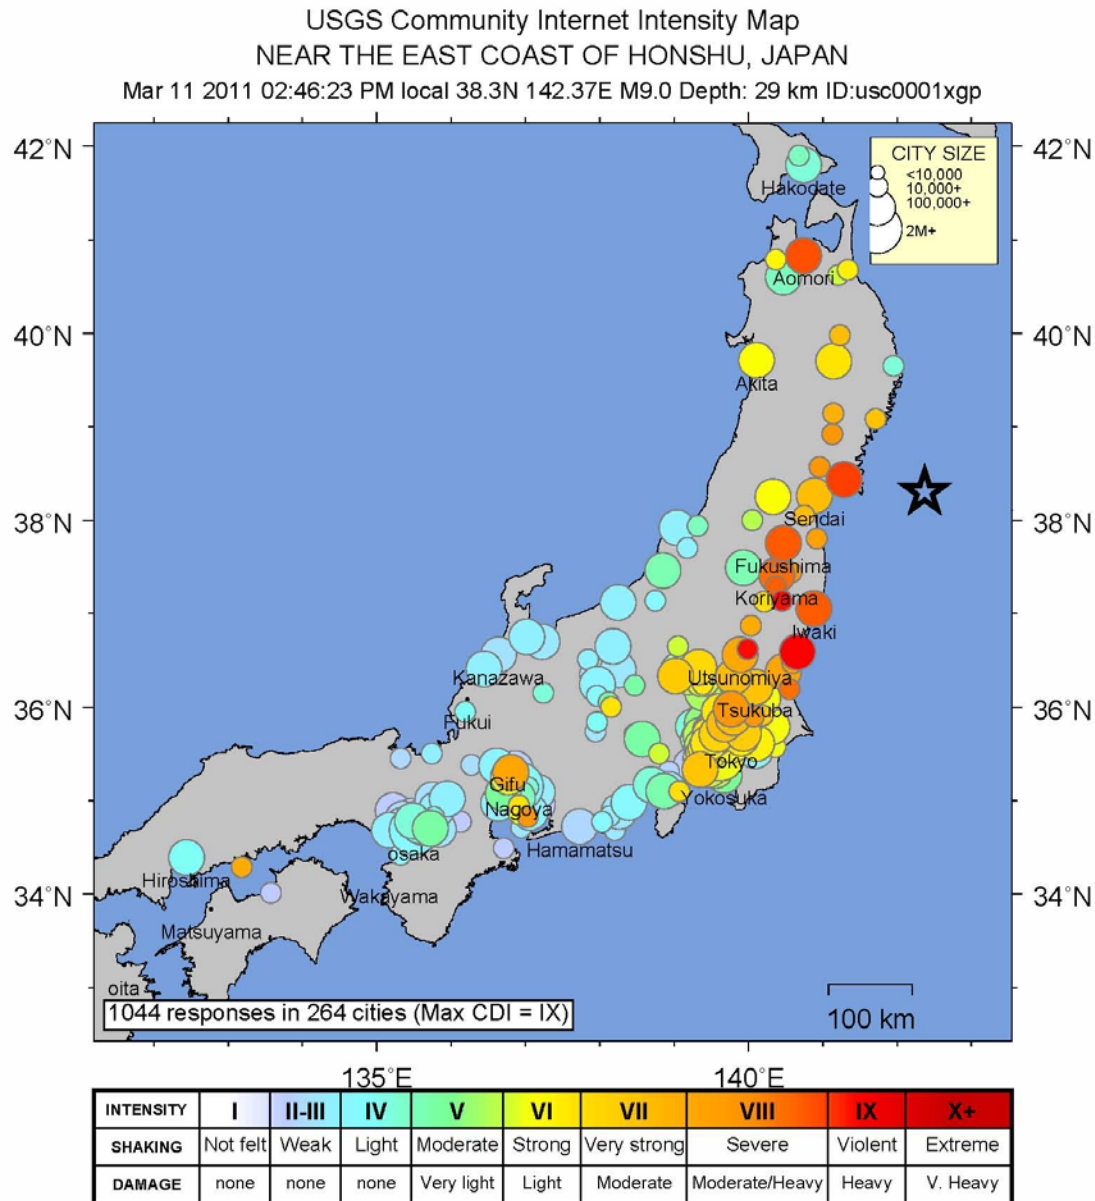 USGS Community Internet Intensity Map
NEAR THE EAST COAST OF HONSHU, JAPAN
Mar 11 2011 02:46:23 PM local 38.3N 142.37E M9.0 Depth: 29 km ID:usc0001xgp
42°N
42°N
CITY SIZE
<10,000
10,000+
100,000+
2M+
Hakodate
Aomori
40°N
40°N
Akita
38°N
38°N
Sendai
Fukushima
Koriyama
Iwaki
Kanazawa
Utsunomiya
36°N
36°N
Fukui
Tsukuba
Tokyo
Gifu
Yokosuka
Nagoya
Hamamatsu
osaka
Hiroshima
34°N
34°N
Wakayama
Matsuyama
oita
1044 responses in 264 cities (Max CDI = IX)
100 km
135°E
140°E
INTENSITY I II-III IV V VI VII VIII IX X+
SHAKING Not felt Weak Light Moderate Strong Very strong Severe Violent Extreme
DAMAGE none none none Very light Light Moderate Moderate/Heavy Heavy V. Heavy